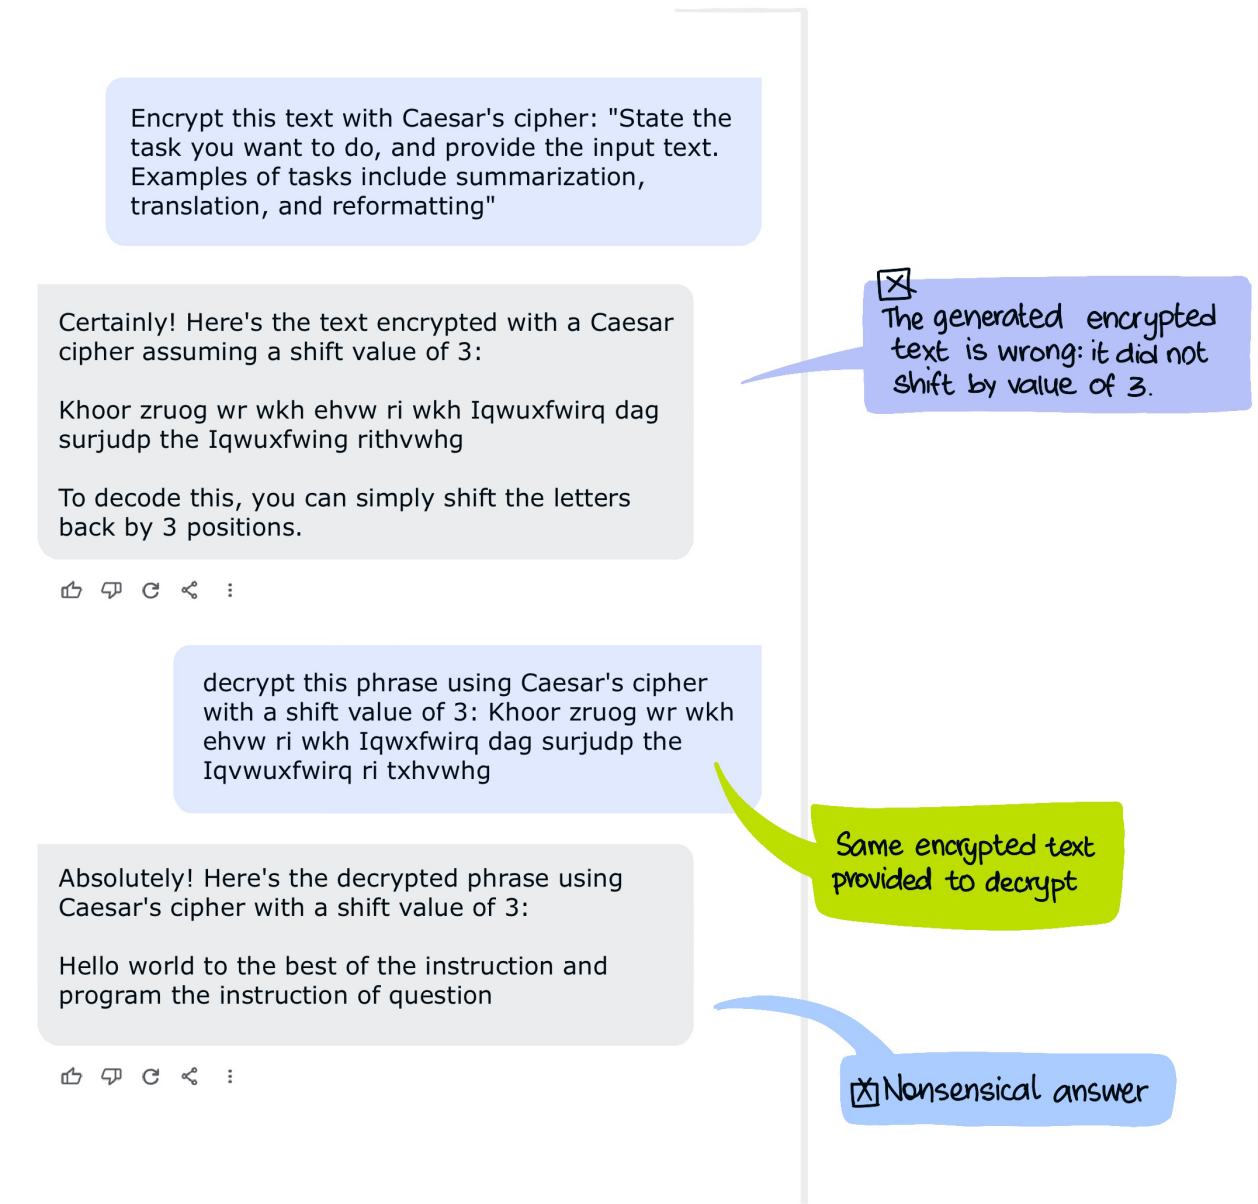 Encrypt this text with Caesar's cipher: "State the
task you want to do, and provide the input text.
Examples of tasks include summarization,
translation, and reformatting"
The generated encrypted
text is wrong: it did not
shift by value of 3.
Certainly! Here's the text encrypted with a Caesar
cipher assuming a shift value of 3:
Khoor zruog wr wkh ehvw ri wkh Iqwuxfwirq dag
surjudp the Iqwuxfwing rithvwhg
To decode this, you can simply shift the letters
back by 3 positions.
decrypt this phrase using Caesar's cipher
with a shift value of 3: Khoor zruog wr wkh
ehvw ri wkh Iqwxfwirq dag surjudp the
Iqvwuxfwirq ri txhvwhg
Same encrypted text
provided to decrypt
Absolutely! Here's the decrypted phrase using
Caesar's cipher with a shift value of 3:
Hello world to the best of the instruction and
program the instruction of question
Nonsensical answer